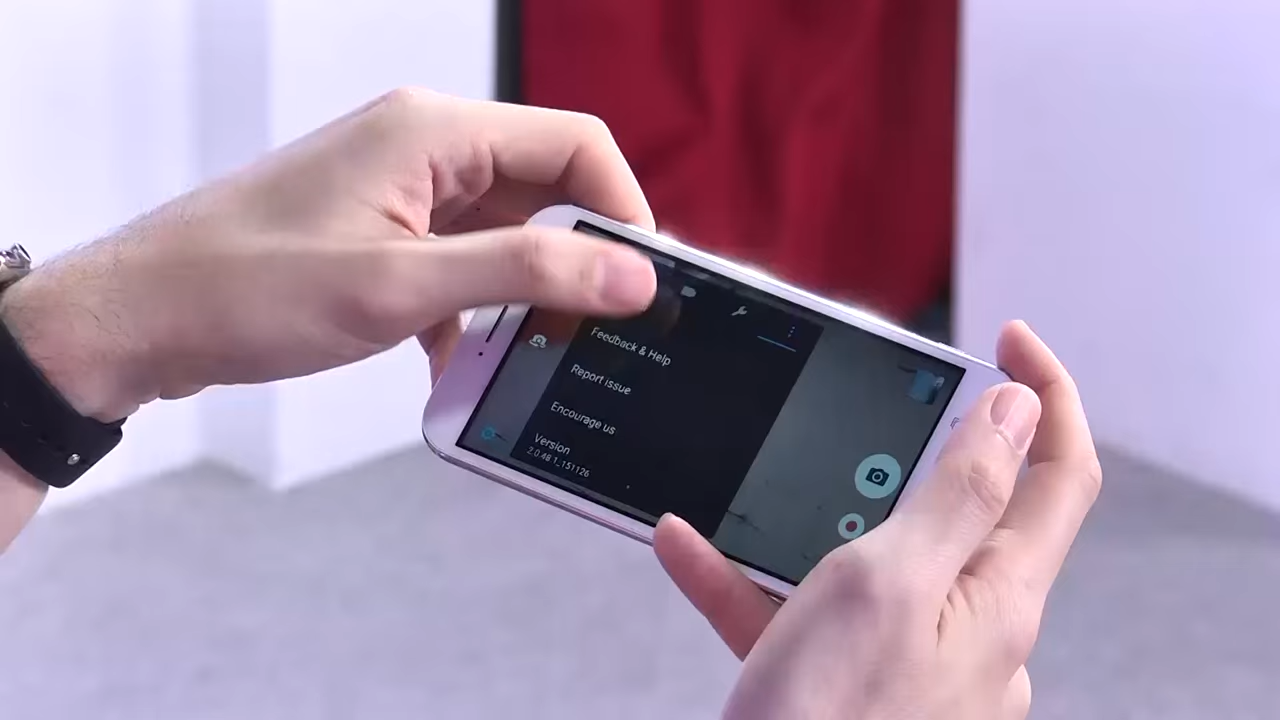 Feedback & Help
Report issue
Encourage us
Version
2.0.48.1_151126